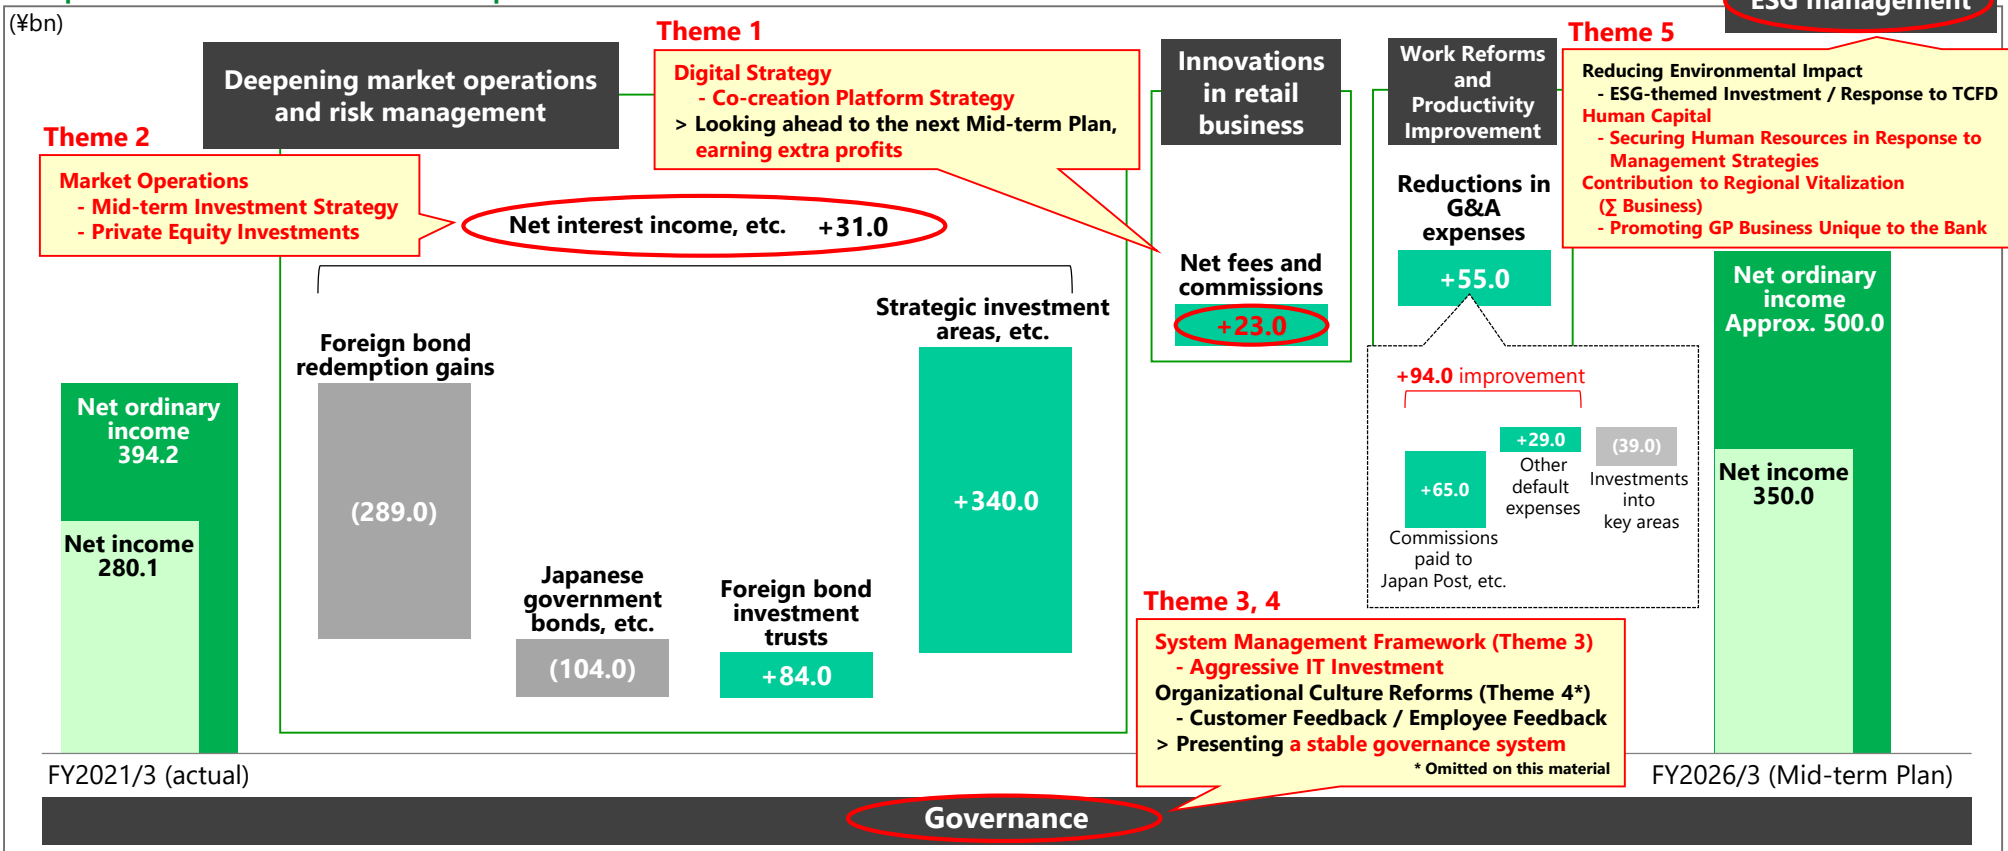 (¥bn)
ESG management
Theme 1
Digital Strategy
- Co-creation Platform Strategy
> Looking ahead to the next Mid-term Plan,
earning extra profits
Theme 5
Reducing Environmental Impact
- ESG-themed Investment / Response to TCFD
Human Capital
- Securing Human Resources in Response to
Management Strategies
Contribution to Regional Vitalization
(∑ Business)
- Promoting GP Business Unique to the Bank
Deepening market operations
and risk management
Innovations
in retail
business
Work Reforms
and
Productivity
Improvement
Theme 2
Market Operations
- Mid-term Investment Strategy
- Private Equity Investments
Net interest income, etc. +31.0
Foreign bond
redemption gains
(289.0)
Japanese
government
bonds, etc.
(104.0)
Foreign bond
investment
trusts
+84.0
Strategic investment
areas, etc.
+340.0
Net fees and
commissions
+23.0
Reductions in
G&A
expenses
+55.0
+94.0 improvement
+65.0
Commissions
paid to
Japan Post, etc.
+29.0
Other
default
expenses
(39.0)
Investments
into
key areas
Net ordinary
income
394.2
Net income
280.1
Net ordinary
income
Approx. 500.0
Net income
350.0
Theme 3, 4
System Management Framework (Theme 3)
- Aggressive IT Investment
Organizational Culture Reforms (Theme 4*)
- Customer Feedback / Employee Feedback
> Presenting a stable governance system
* Omitted on this material
FY2021/3 (actual)
FY2026/3 (Mid-term Plan)
Governance